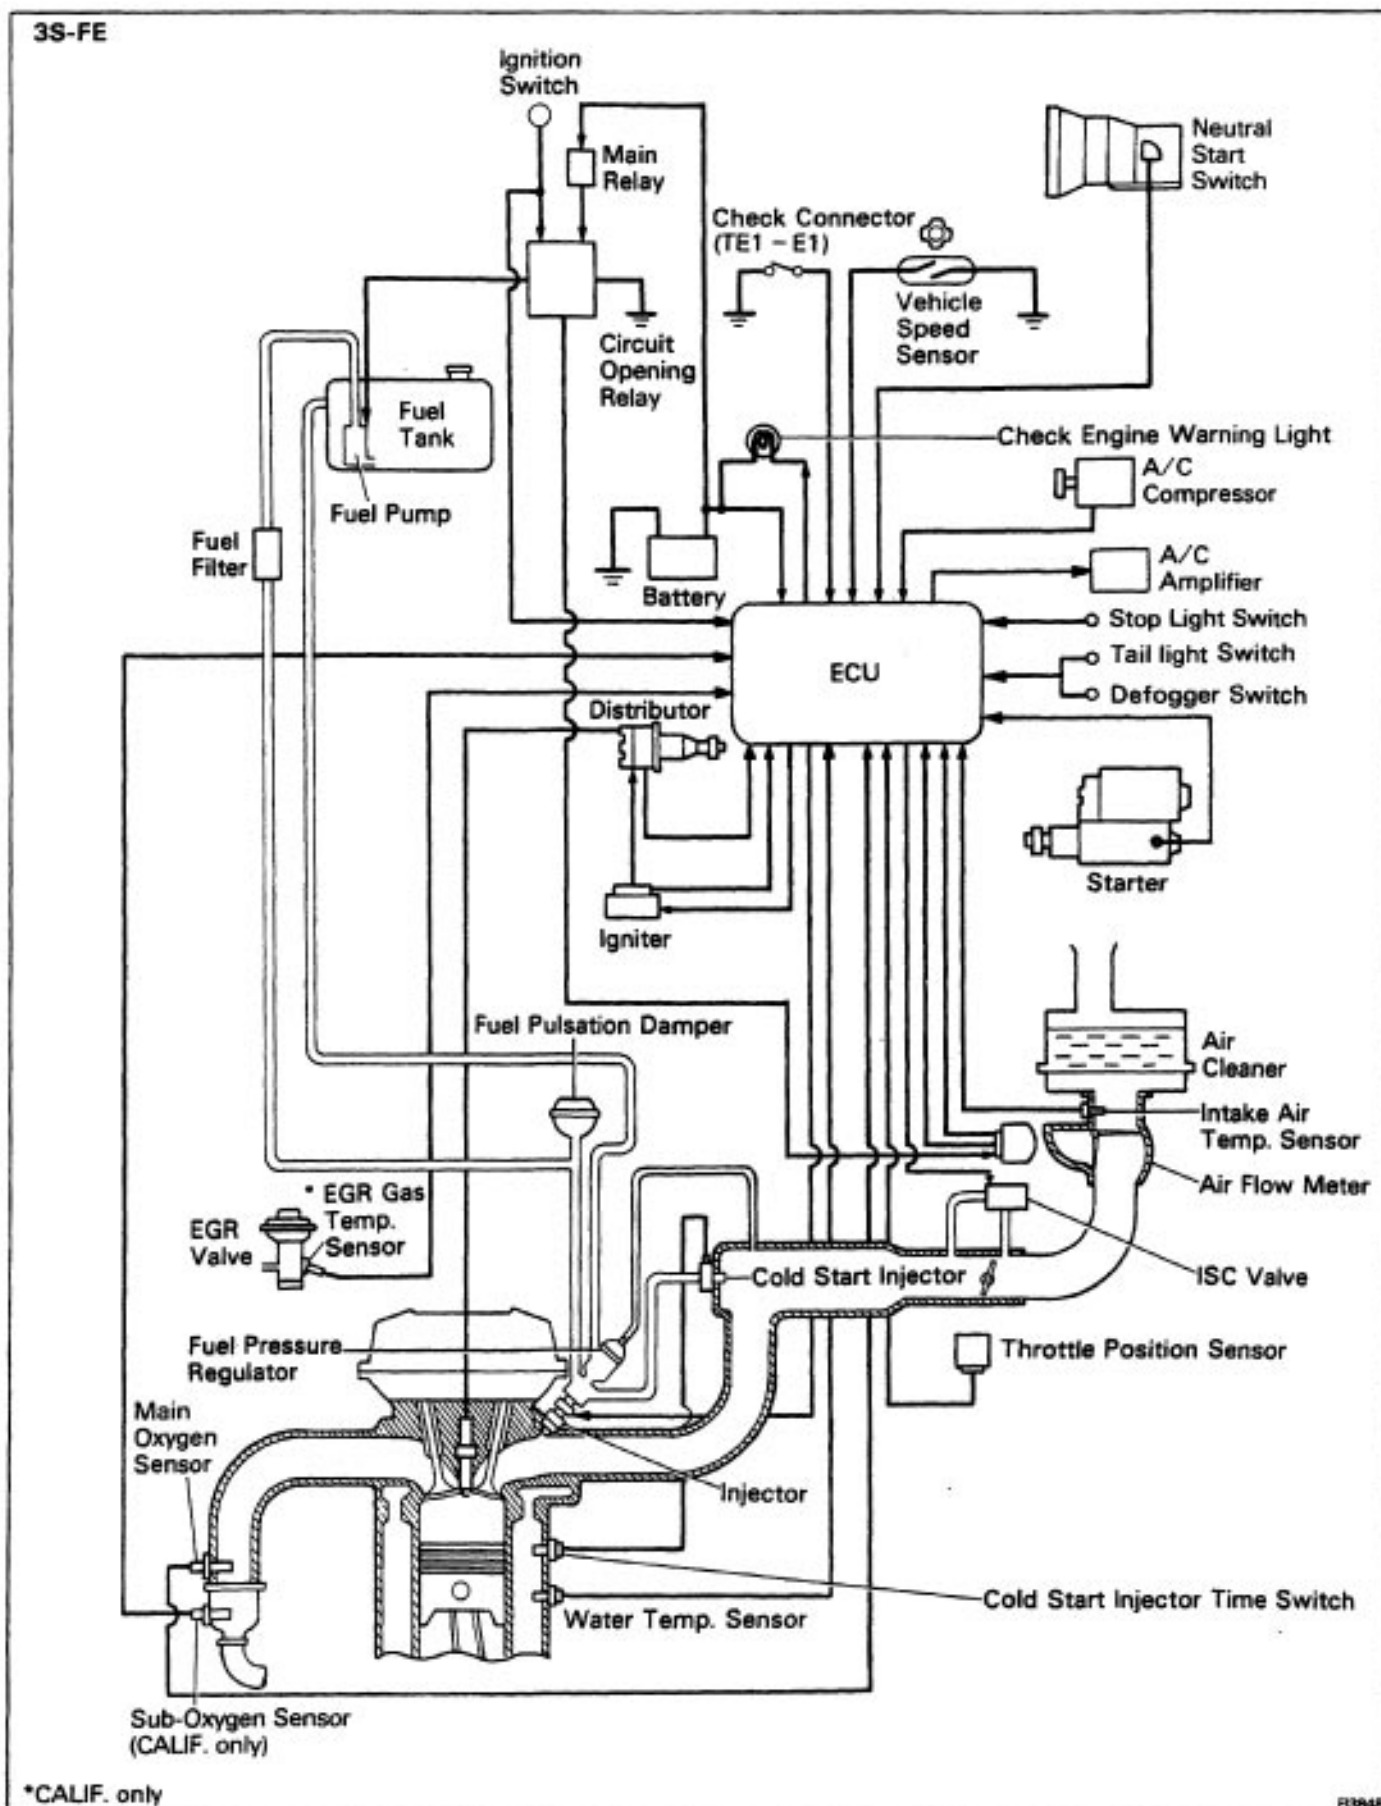 3S-FE
Ignition
Switch
Main
Relay
Neutral
Start
Switch
Check Connector
(TE1 – E1)
Vehicle
Speed
Sensor
Circuit
Opening
Relay
Fuel
Tank
Fuel Pump
Fuel
Filter
Check Engine Warning Light
A/C
Compressor
A/C
Amplifier
Battery
Stop Light Switch
Tail light Switch
Defogger Switch
ECU
Distributor
Igniter
Starter
Fuel Pulsation Damper
Air
Cleaner
Intake Air
Temp. Sensor
Air Flow Meter
* EGR Gas
Temp.
Sensor
EGR
Valve
ISC Valve
Cold Start Injector
Fuel Pressure
Regulator
Throttle Position Sensor
Main
Oxygen
Sensor
Injector
Cold Start Injector Time Switch
Water Temp. Sensor
Sub-Oxygen Sensor
(CALIF. only)
*CALIF. only